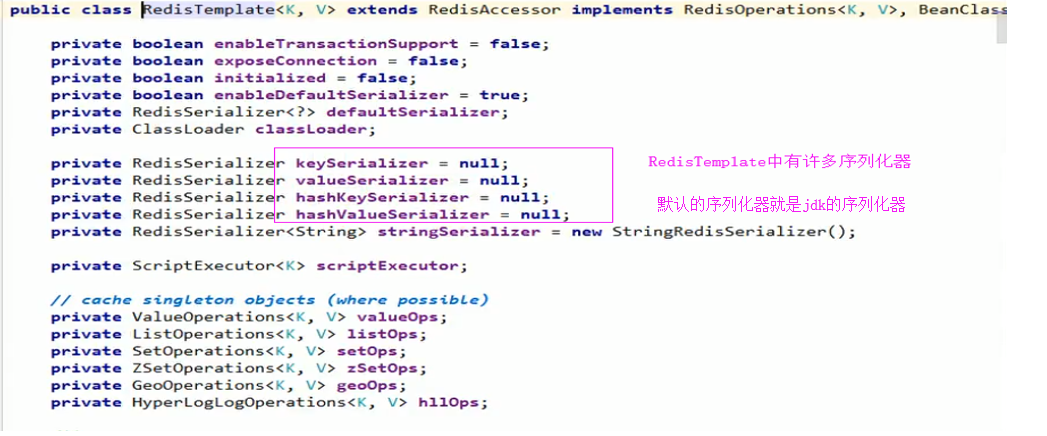 public class RedisTemplate<K, V> extends RedisAccessor implements RedisOperations<K, V>, BeanClass
private boolean enableTransactionSupport = false;
private boolean exposeConnection = false;
private boolean initialized = false;
private boolean enableDefaultSerializer = true;
private RedisSerializer<?> defaultSerializer;
private ClassLoader classLoader;
private RedisSerializer keySerializer = null;
private RedisSerializer valueSerializer = null;
private RedisSerializer hashKeySerializer = null;
private RedisSerializer hashValueSerializer = null;
private RedisSerializer<String> stringSerializer = new StringRedisSerializer();
RedisTemplate中有许多序列化器
默认的序列化器就是jdk的序列化器
private ScriptExecutor<K> scriptExecutor;
// cache singleton objects (where possible)
private ValueOperations<K, V> valueOps;
private ListOperations<K, V> listOps;
private SetOperations<K, V> setOps;
private ZSetOperations<K, V> zSetOps;
private GeoOperations<K, V> geoOps;
private HyperLogLogOperations<K, V> hllOps;